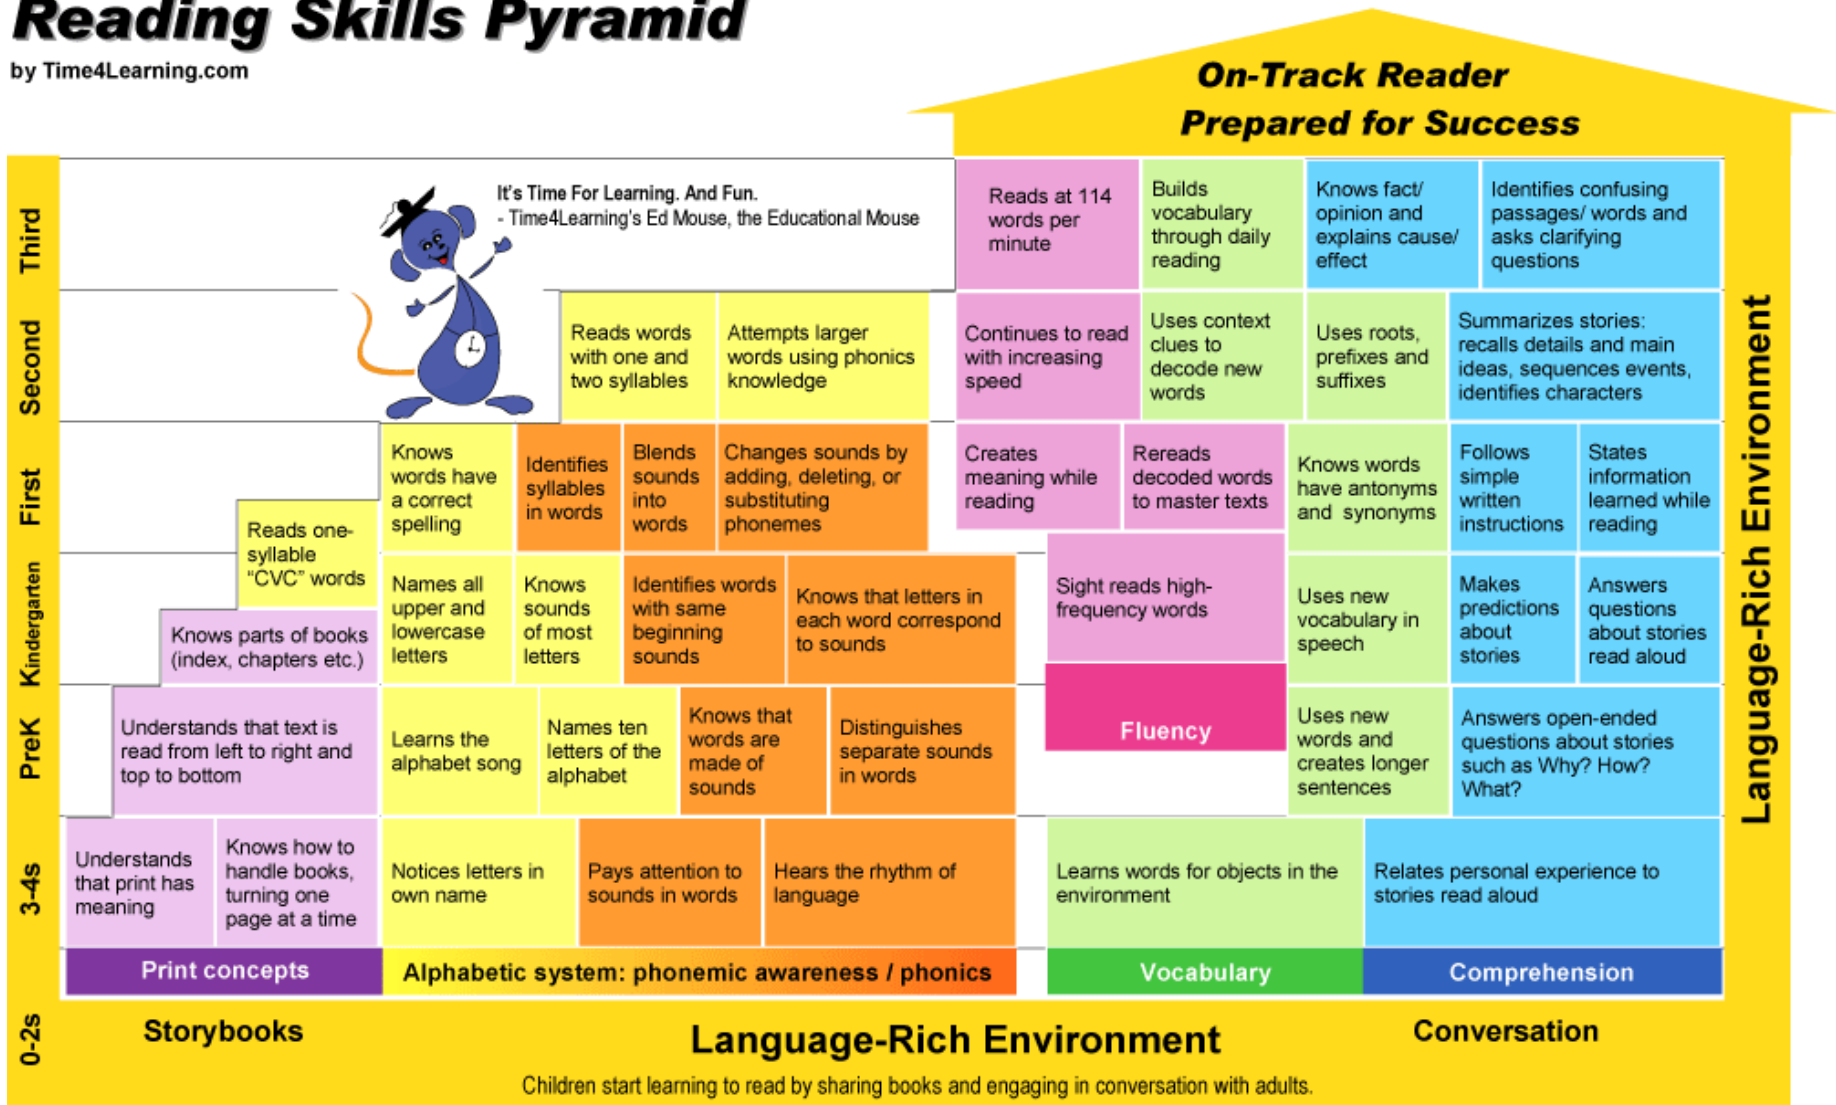 Reading Skills Pyramid
by Time4Learning.com
On-Track Reader
Prepared for Success
Third
It's Time For Learning. And Fun.
- Time4Learning's Ed Mouse, the Educational Mouse
Reads at 114
words per
minute
Builds
vocabulary
through daily
reading
Knows fact/
opinion and
explains cause/
effect
Identifies confusing
passages/ words and
asks clarifying
questions
Second
Reads words
with one and
two syllables
Attempts larger
words using phonics
knowledge
Continues to read
with increasing
speed
Uses context
clues to
decode new
words
Uses roots,
prefixes and
suffixes
Summarizes stories:
recalls details and main
ideas, sequences events,
identifies characters
First
Reads one-
syllable
"CVC" words
Knows
words have
a correct
spelling
Identifies
syllables
in words
Blends
sounds
into
words
Changes sounds by
adding, deleting, or
substituting
phonemes
Creates
meaning while
reading
Rereads
decoded words
to master texts
Knows words
have antonyms
and synonyms
Follows
simple
written
instructions
States
information
learned while
reading
Kindergarten
Knows parts of books
(index, chapters etc.)
Names all
upper and
lowercase
letters
Knows
sounds
of most
letters
Identifies words
with same
beginning
sounds
Knows that letters in
each word correspond
to sounds
Sight reads high-
frequency words
Uses new
vocabulary in
speech
Makes
predictions
about
stories
Answers
questions
about stories
read aloud
PreK
Understands that text is
read from left to right and
top to bottom
Learns the
alphabet song
Names ten
letters of the
alphabet
Knows that
words are
made of
sounds
Distinguishes
separate sounds
in words
Fluency
Uses new
words and
creates longer
sentences
Answers open-ended
questions about stories
such as Why? How?
What?
3-4s
Understands
that print has
meaning
Knows how to
handle books,
turning one
page at a time
Notices letters in
own name
Pays attention to
sounds in words
Hears the rhythm of
language
Learns words for objects in the
environment
Relates personal experience to
stories read aloud
Print concepts
Alphabetic system: phonemic awareness / phonics
Vocabulary
Comprehension
0-2s
Storybooks
Language-Rich Environment
Conversation
Children start learning to read by sharing books and engaging in conversation with adults.
Language-Rich Environment